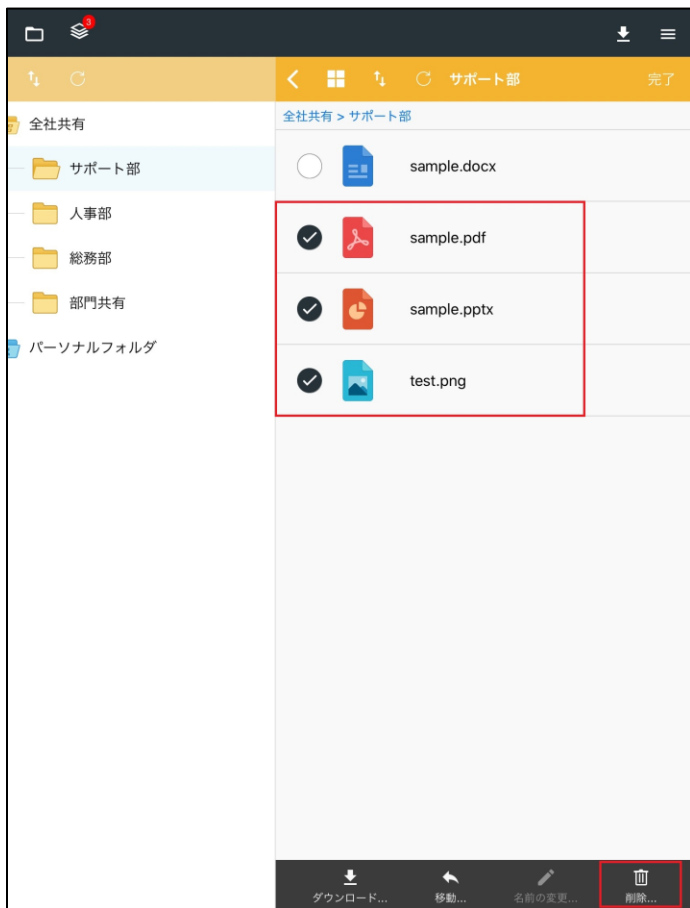 3
サポート部 完了
全社共有
サポート部
人事部
総務部
部門共有
パーソナルフォルダ
全社共有 > サポート部
sample.docx
sample.pdf
sample.pptx
test.png
ダウンロード... 移動... 名前の変更... 削除...